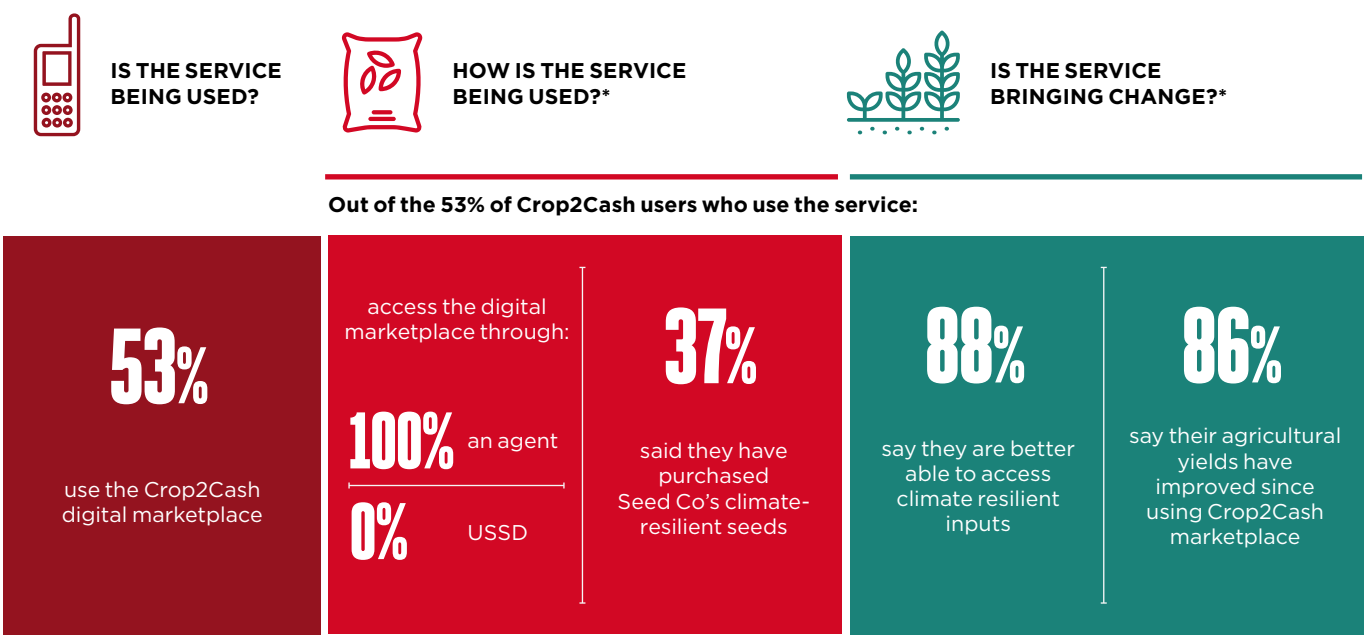 IS THE SERVICE
BEING USED?
HOW IS THE SERVICE
BEING USED?*
IS THE SERVICE
BRINGING CHANGE?*
Out of the 53% of Crop2Cash users who use the service:
53%
use the Crop2Cash
digital marketplace
access the digital
marketplace through:
100% an agent
0% USSD
37%
said they have
purchased
Seed Co’s climate-
resilient seeds
88%
say they are better
able to access
climate resilient
inputs
86%
say their agricultural
yields have
improved since
using Crop2Cash
marketplace